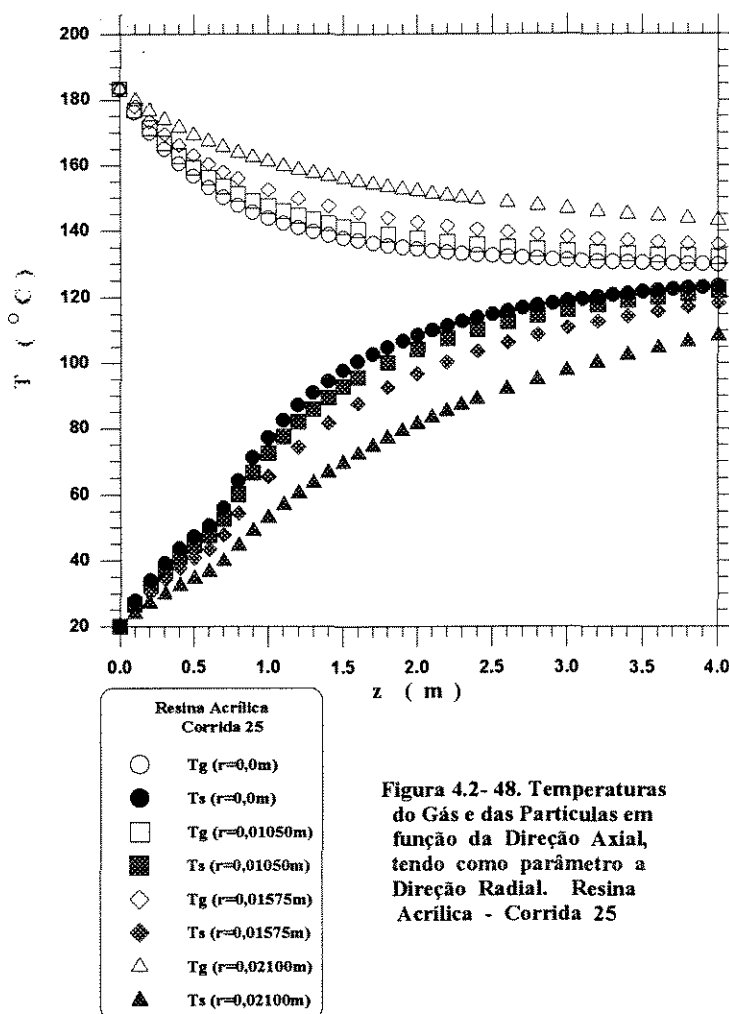 200
180
160
140
120
100
80
60
40
20
T ( °C )
0.0 0.5 1.0 1.5 2.0 2.5 3.0 3.5 4.0
z ( m )
Resina Acrílica
Corrida 25
Tg (r=0,0m)
Ts (r=0,0m)
Tg (r=0,01050m)
Ts (r=0,01050m)
Tg (r=0,01575m)
Ts (r=0,01575m)
Tg (r=0,02100m)
Ts (r=0,02100m)
Figura 4.2- 48. Temperaturas
do Gás e das Partículas em
função da Direção Axial,
tendo como parâmetro a
Direção Radial. Resina
Acrílica - Corrida 25